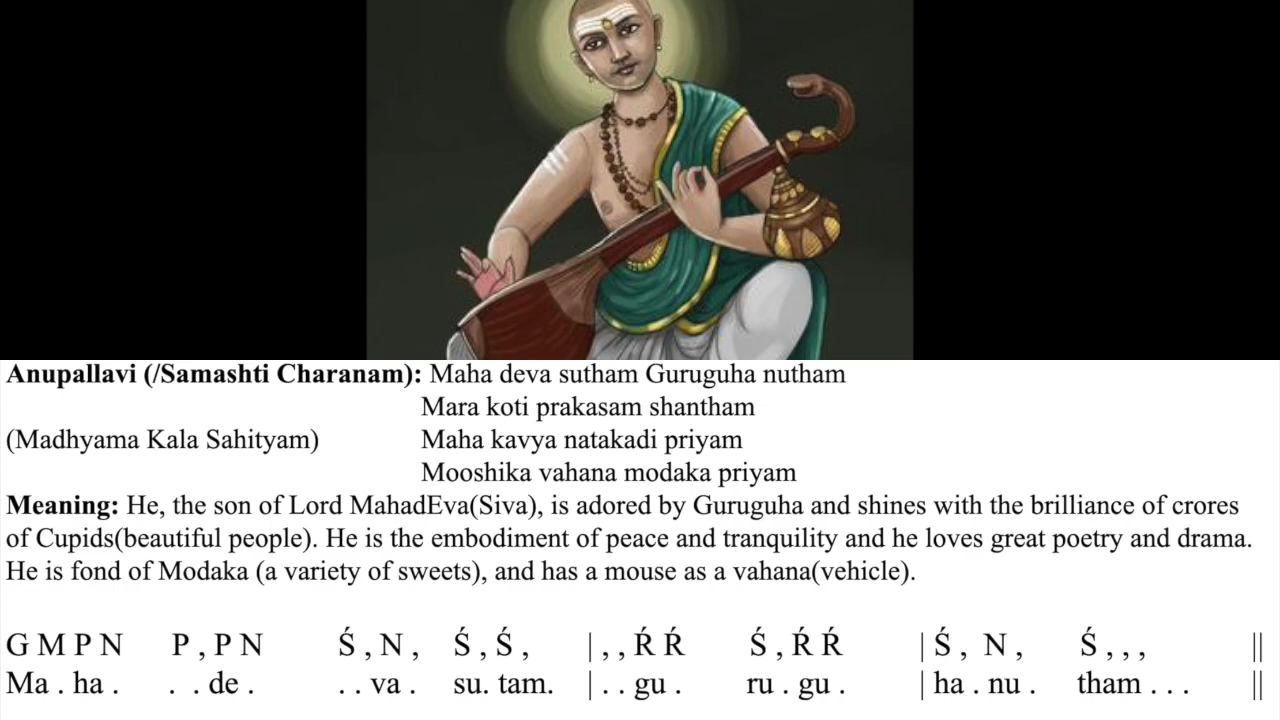 Anupallavi (/Samashti Charanam): Maha deva sutham Guruguha nutham
Mara koti prakasam shantham
(Madhyama Kala Sahityam) Maha kavya natakadi priyam
Mooshika vahana modaka priyam
Meaning: He, the son of Lord MahadEva(Siva), is adored by Guruguha and shines with the brilliance of crores
of Cupids(beautiful people). He is the embodiment of peace and tranquility and he loves great poetry and drama.
He is fond of Modaka (a variety of sweets), and has a mouse as a vahana(vehicle).
G M P N P , P N Ś , N , Ś , Ś , | , , Ŕ Ŕ Ś , Ŕ Ŕ | Ś , N , Ś , , , ||
Ma . ha . . . de . . . va . su. tam. | . . gu . ru . gu . | ha . nu . tham . . . ||